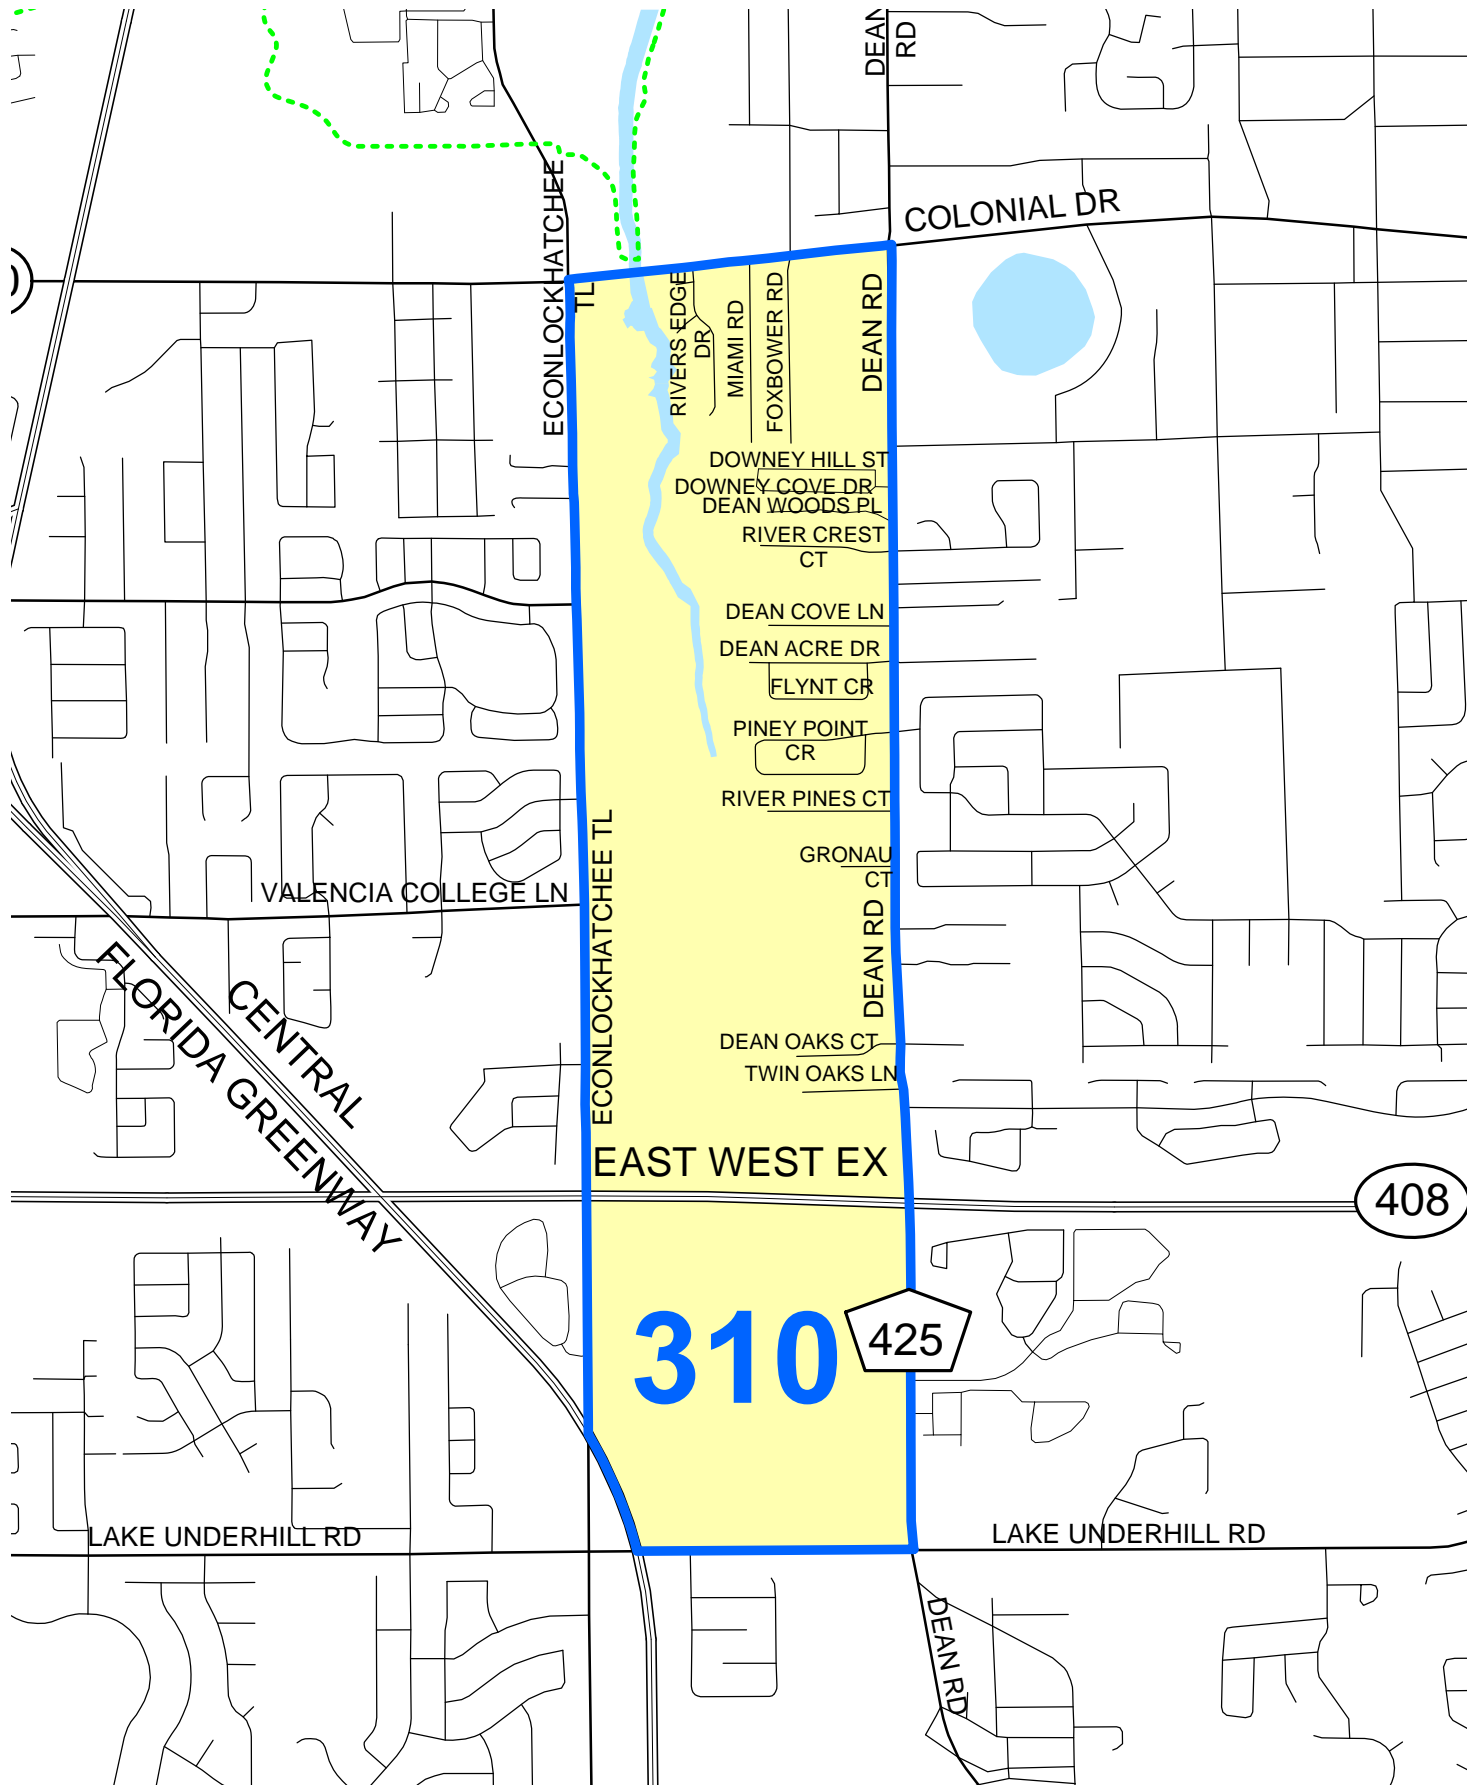 DEAN
RD
COLONIAL DR
ECONLOCKHATCHEE
TL
RIVERS EDGE
DR
MIAMI RD
FOXBOWER RD
DEAN RD
DOWNEY HILL ST
DOWNEY COVE DR
DEAN WOODS PL
RIVER CREST
CT
DEAN COVE LN
DEAN ACRE DR
FLYNT CR
PINEY POINT
CR
RIVER PINES CT
GRONAU
CT
VALENCIA COLLEGE LN
ECONLOCKHATCHEE TL
DEAN RD
CENTRAL
FLORIDA GREENWAY
DEAN OAKS CT
TWIN OAKS LN
EAST WEST EX
408
310
425
LAKE UNDERHILL RD
LAKE UNDERHILL RD
DEAN RD